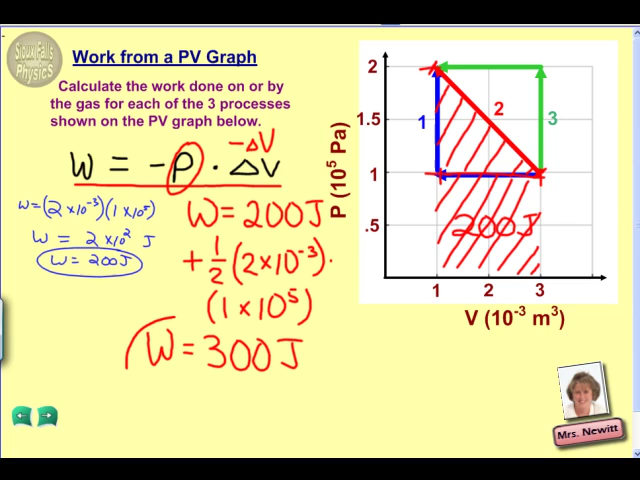 Sioux Falls
Physics
Work from a PV Graph
Calculate the work done on or by
the gas for each of the 3 processes
shown on the PV graph below.
-ΔV
W = -P · ΔV
W=(2×10⁻³)(1×10⁵)
W = 2×10² J
W = 200J
W = 200J
+ 1/2 (2×10⁻³)·
(1×10⁵)
W = 300J
P (10⁵ Pa)
2
1.5
1
.5
1
2
3
200J
1 2 3
V (10⁻³ m³)
Mrs. Newitt